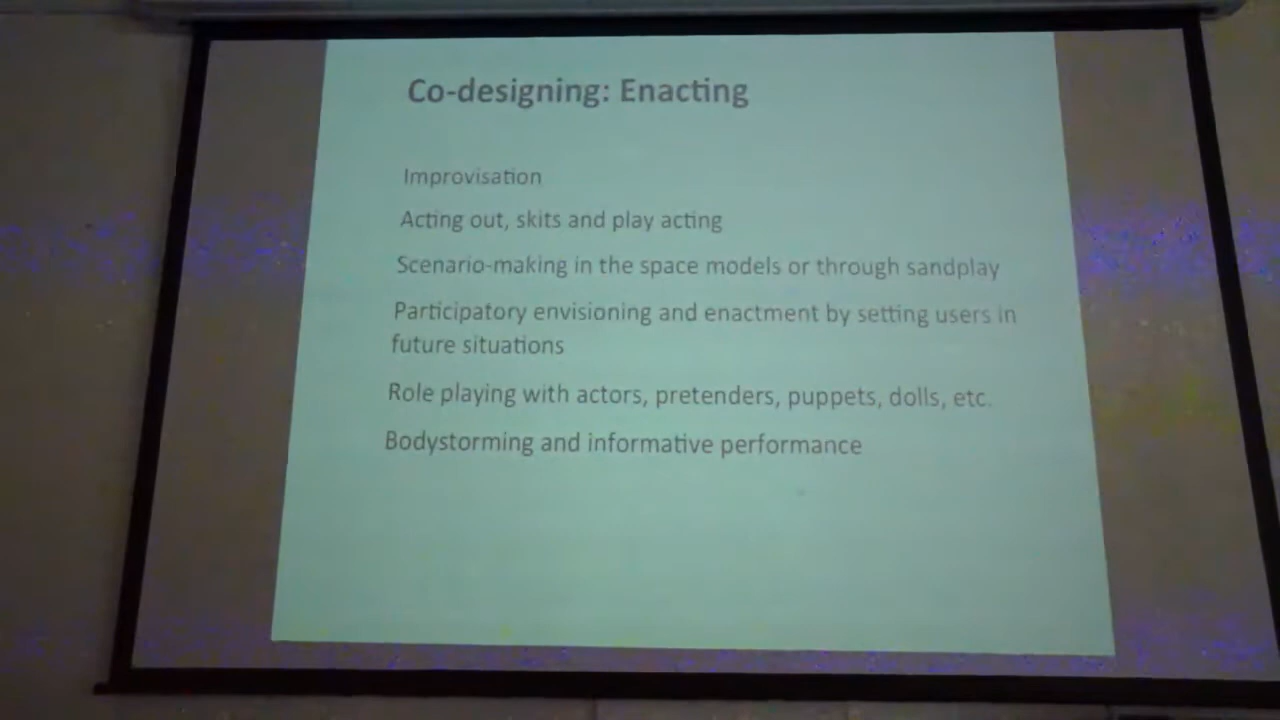 Co-designing: Enacting
Improvisation
Acting out, skits and play acting
Scenario-making in the space models or through sandplay
Participatory envisioning and enactment by setting users in
future situations
Role playing with actors, pretenders, puppets, dolls, etc.
Bodystorming and informative performance